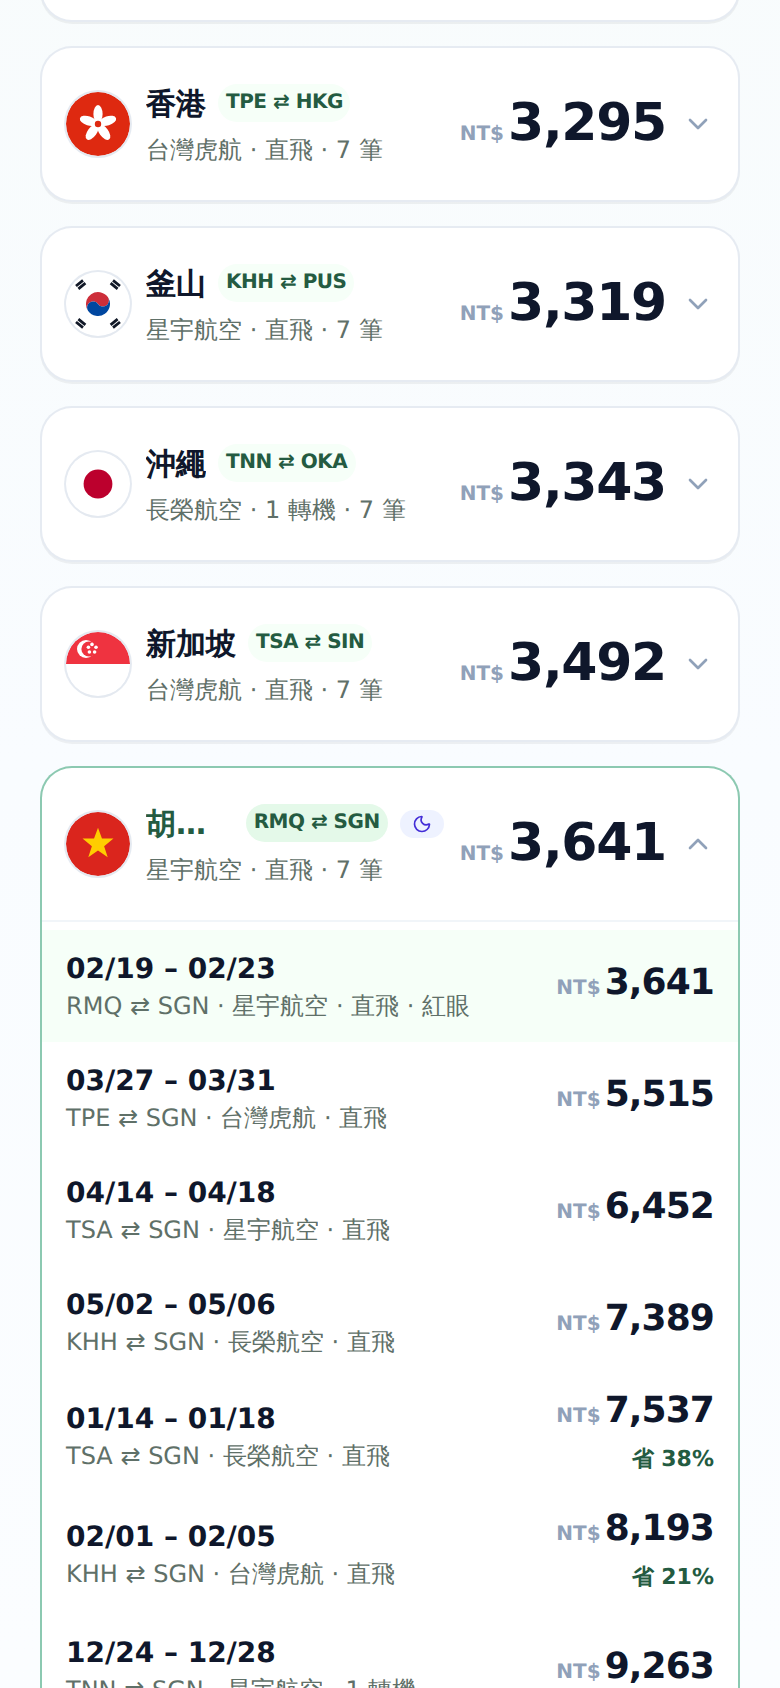 香港 TPE ⇄ HKG
台灣虎航 · 直飛 · 7 筆
NT$3,295
釜山 KHH ⇄ PUS
星宇航空 · 直飛 · 7 筆
NT$3,319
沖繩 TNN ⇄ OKA
長榮航空 · 1 轉機 · 7 筆
NT$3,343
新加坡 TSA ⇄ SIN
台灣虎航 · 直飛 · 7 筆
NT$3,492
胡... RMQ ⇄ SGN
星宇航空 · 直飛 · 7 筆
NT$3,641
02/19 – 02/23
RMQ ⇄ SGN · 星宇航空 · 直飛 · 紅眼
NT$3,641
03/27 – 03/31
TPE ⇄ SGN · 台灣虎航 · 直飛
NT$5,515
04/14 – 04/18
TSA ⇄ SGN · 星宇航空 · 直飛
NT$6,452
05/02 – 05/06
KHH ⇄ SGN · 長榮航空 · 直飛
NT$7,389
01/14 – 01/18
TSA ⇄ SGN · 長榮航空 · 直飛
NT$7,537
省 38%
02/01 – 02/05
KHH ⇄ SGN · 台灣虎航 · 直飛
NT$8,193
省 21%
12/24 – 12/28
TNN ⇄ SGN · 星宇航空 · 1 轉機
NT$9,263